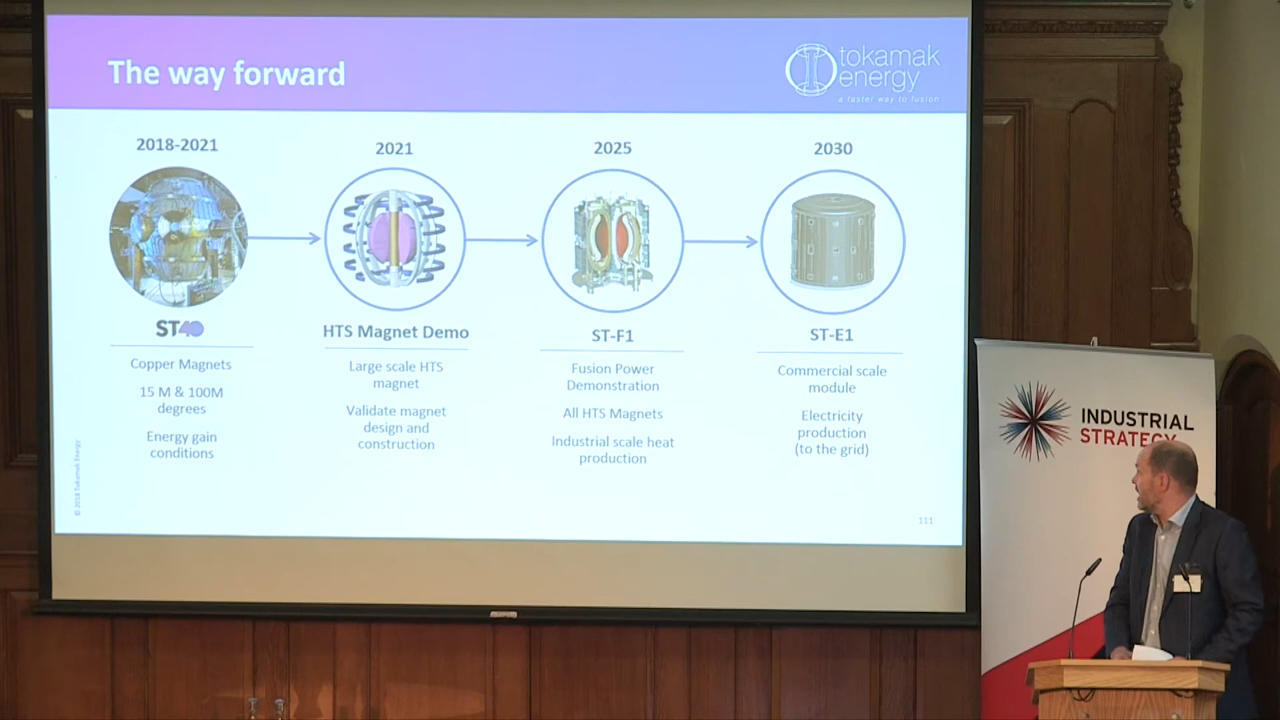 The way forward
tokamak
energy
a faster way to fusion
2018-2021
2021
2025
2030
ST40
HTS Magnet Demo
ST-F1
ST-E1
Copper Magnets
15 M & 100M
degrees
Energy gain
conditions
Large scale HTS
magnet
Validate magnet
design and
construction
Fusion Power
Demonstration
All HTS Magnets
Industrial scale heat
production
Commercial scale
module
Electricity
production
(to the grid)
© 2018 Tokamak Energy
111
INDUSTRIAL
STRATEGY